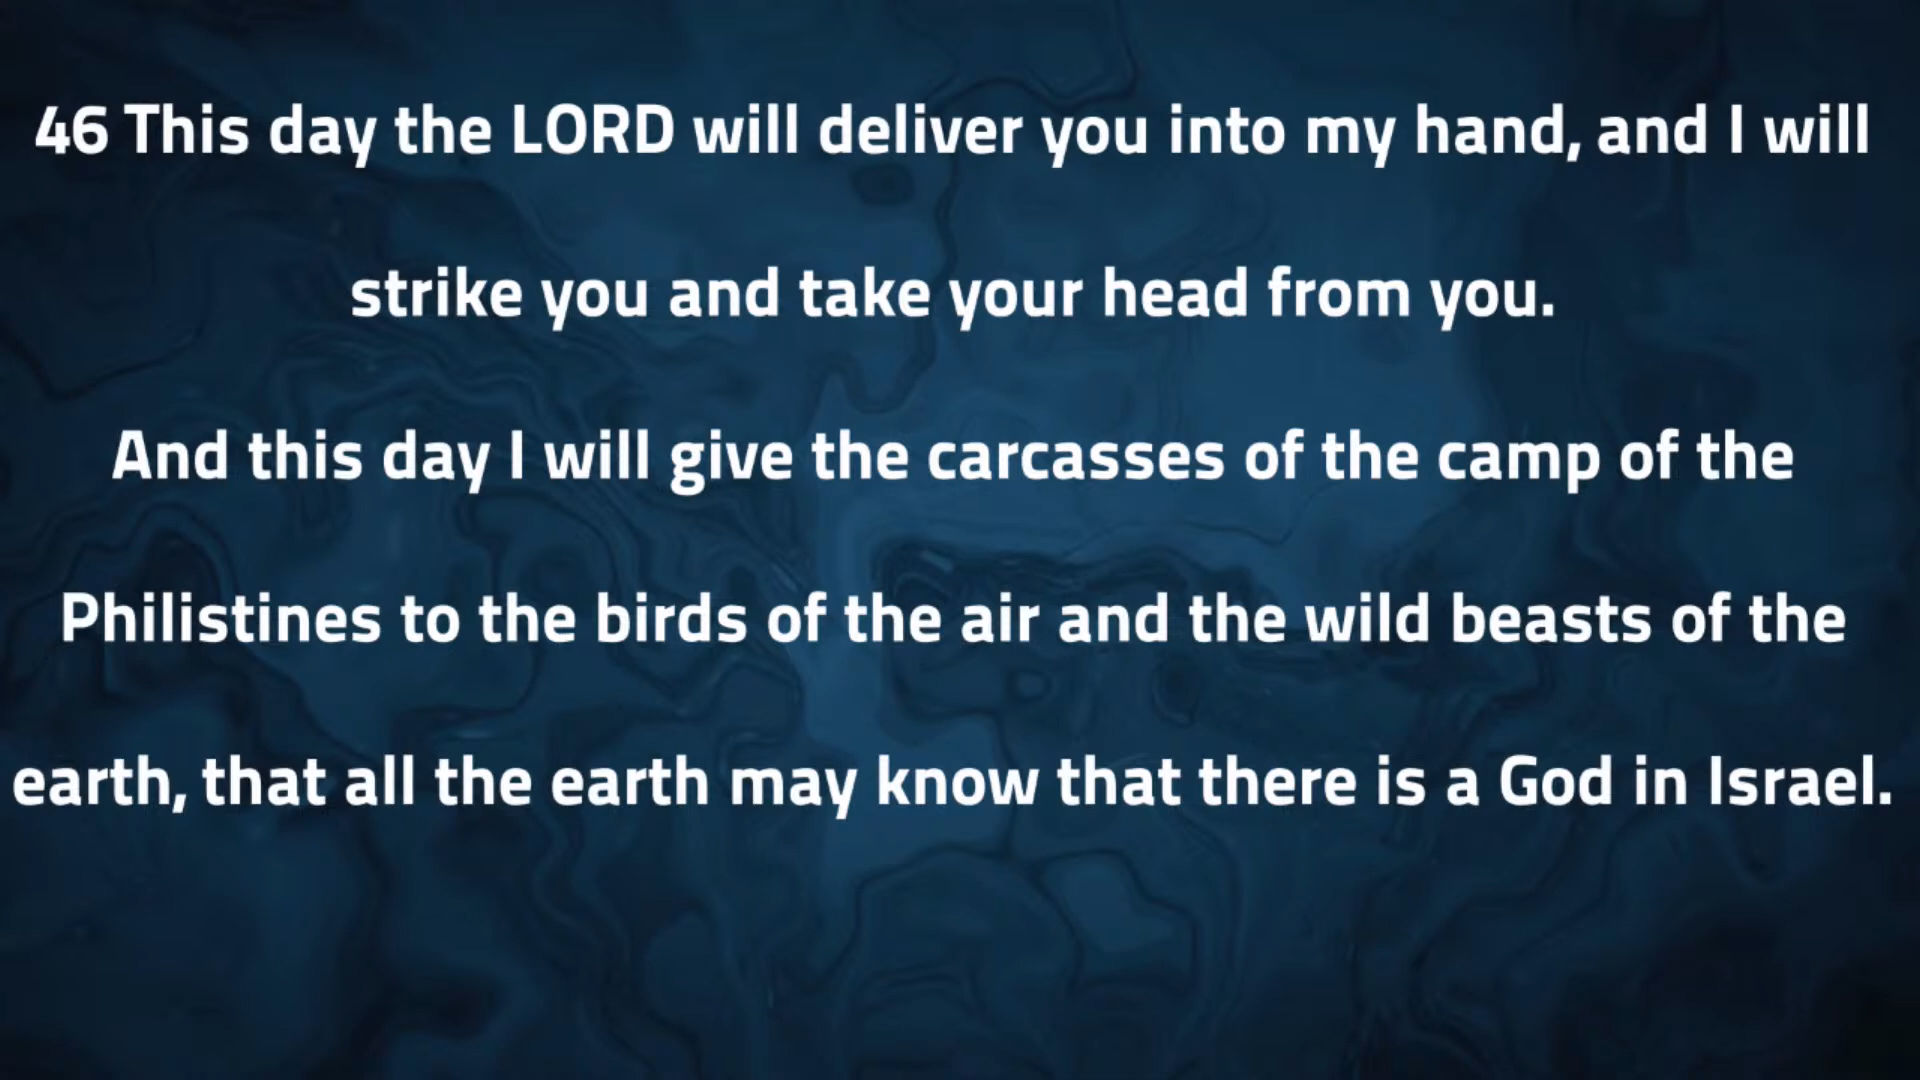 46 This day the LORD will deliver you into my hand, and I will
strike you and take your head from you.
And this day I will give the carcasses of the camp of the
Philistines to the birds of the air and the wild beasts of the
earth, that all the earth may know that there is a God in Israel.